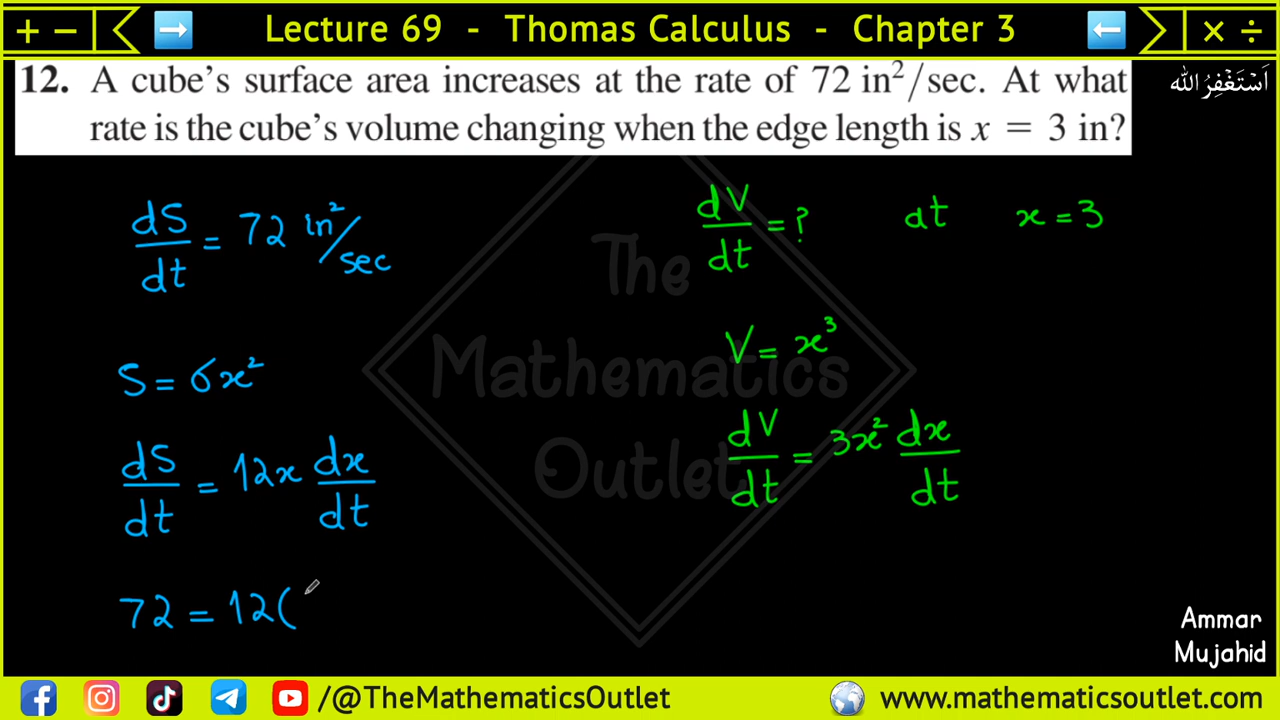 + − Lecture 69 - Thomas Calculus - Chapter 3 × ÷
12. A cube's surface area increases at the rate of 72 in²/sec. At what
rate is the cube's volume changing when the edge length is x = 3 in?
أَسْتَغْفِرُ اللّٰه
dS/dt = 72 in²/sec
S = 6x²
dS/dt = 12x dx/dt
72 = 12(
dV/dt = ? at x = 3
V = x³
dV/dt = 3x² dx/dt
The
Mathematics
Outlet
Ammar
Mujahid
/@TheMathematicsOutlet www.mathematicsoutlet.com